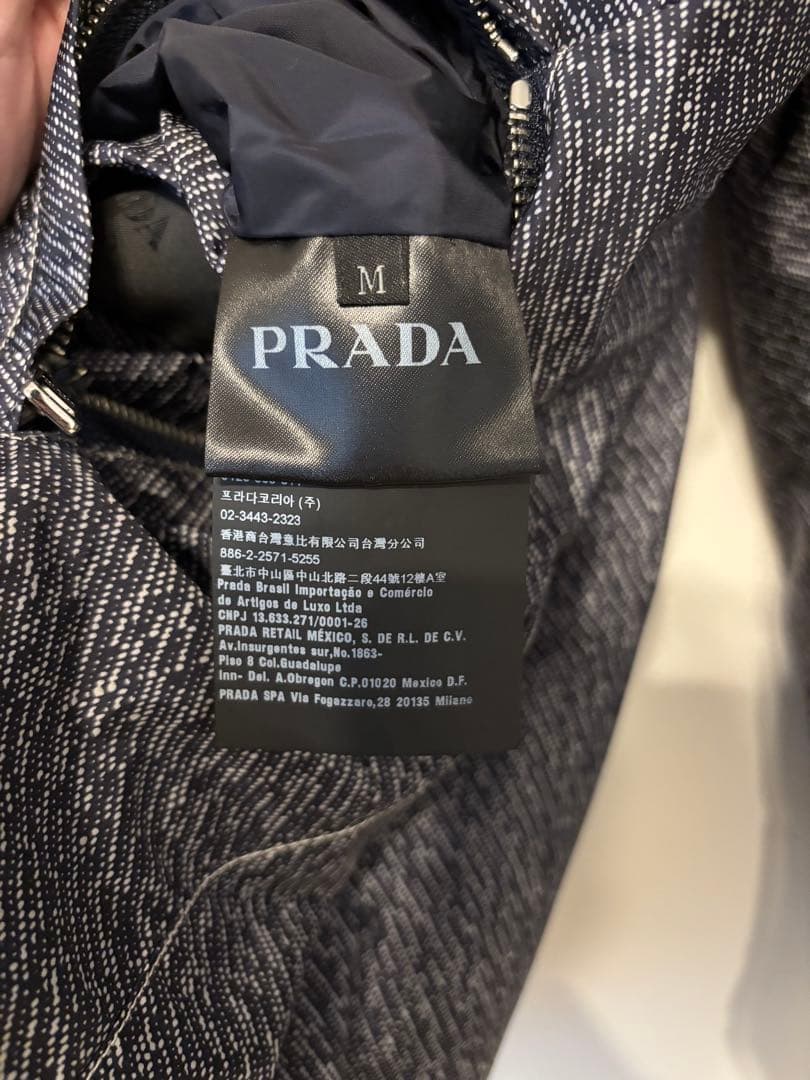 M
PRADA
프라다코리아 (주)
02-3443-2323
香港商台灣意比有限公司台灣分公司
886-2-2571-5255
臺北市中山區中山北路二段44號12樓A室
Prada Brasil Importação e Comércio
de Artigos de Luxo Ltda
CNPJ 13.633.271/0001-26
PRADA RETAIL MÉXICO, S. DE R.L. DE C.V.
Av.Insurgentes sur,No.1863-
Piso 8 Col.Guadalupe
Inn- Del. A.Obregon C.P.01020 Mexico D.F.
PRADA SPA Via Fogazzaro,28 20135 Milano